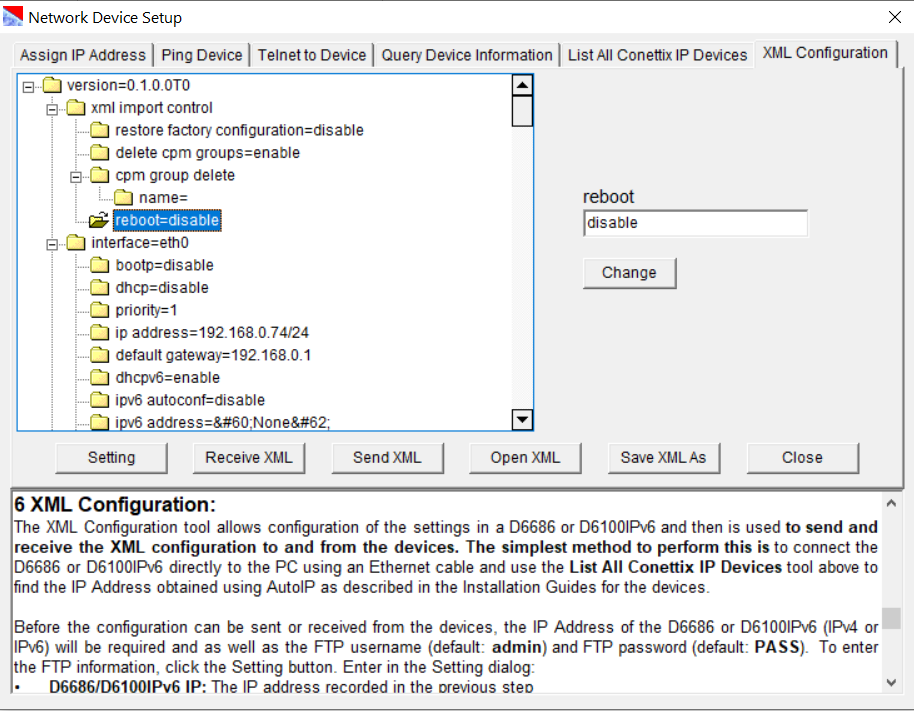 Network Device Setup
Assign IP Address
Ping Device
Telnet to Device
Query Device Information
List All Conettix IP Devices
XML Configuration
version=0.1.0.0T0
xml import control
restore factory configuration=disable
delete cpm groups=enable
cpm group delete
name=
reboot=disable
interface=eth0
bootp=disable
dhcp=disable
priority=1
ip address=192.168.0.74/24
default gateway=192.168.0.1
dhcpv6=enable
ipv6 autoconf=disable
ipv6 address=&#60;None&#62;
reboot
disable
Change
Setting
Receive XML
Send XML
Open XML
Save XML As
Close
6 XML Configuration:
The XML Configuration tool allows configuration of the settings in a D6686 or D6100IPv6 and then is used to send and
receive the XML configuration to and from the devices. The simplest method to perform this is to connect the
D6686 or D6100IPv6 directly to the PC using an Ethernet cable and use the List All Conettix IP Devices tool above to
find the IP Address obtained using AutoIP as described in the Installation Guides for the devices.
Before the configuration can be sent or received from the devices, the IP Address of the D6686 or D6100IPv6 (IPv4 or
IPv6) will be required and as well as the FTP username (default: admin) and FTP password (default: PASS). To enter
the FTP information, click the Setting button. Enter in the Setting dialog:
• D6686/D6100IPv6 IP: The IP address recorded in the previous step